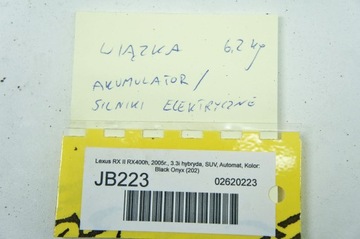 WIĄZKA 6,2 kg
AKUMULATOR/
SILNIKI ELEKTRYCZNE
Lexus RX II RX400h, 2005r., 3.3i hybryda, SUV, Automat, Kolor:
Black Onyx (202)
JB223 02620223